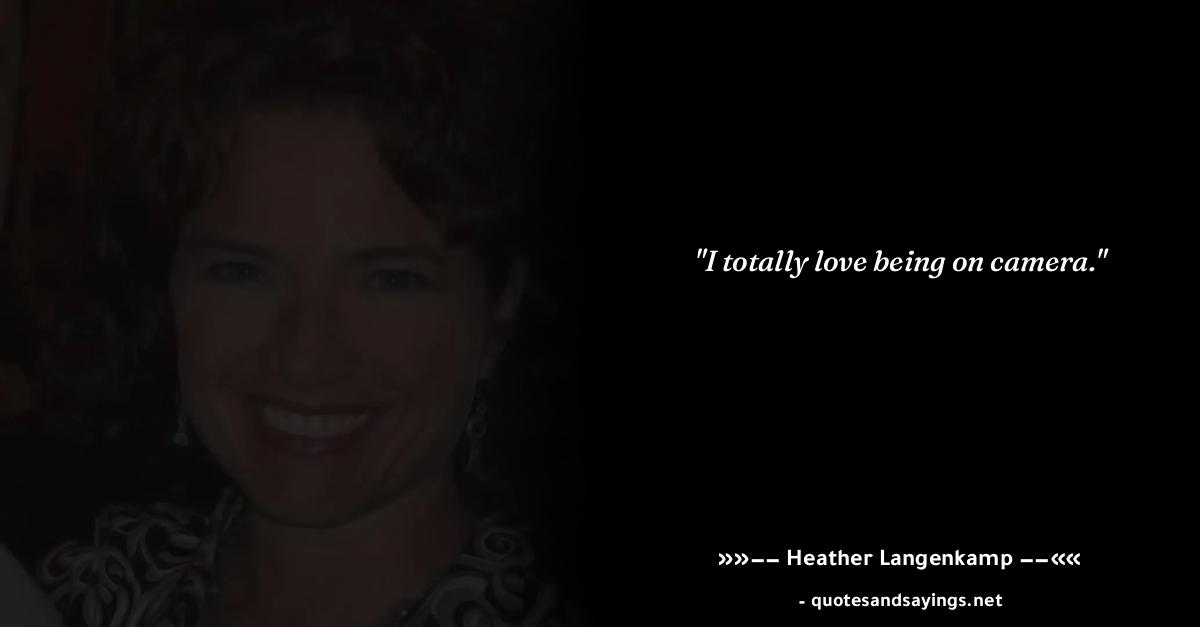 "I totally love being on camera."
»»−− Heather Langenkamp −−««
- quotesandsayings.net